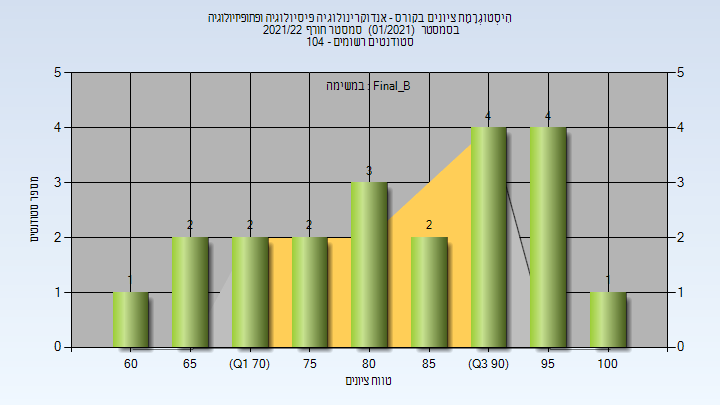 היסטוגרמת ציונים בקורס - אנדוקרינולוגיה פיסיולוגיה ופתופיזיולוגיה
בסמסטר (01/2021) סמסטר חורף 2021/22
סטודנטים רשומים - 104
במשימה : Final_B
5 5
4 4 4 4
3 3 3
2 2 2 2 2 2
1 1 1 1
0 0
מספר סטודנטים
60 65 (Q1 70) 75 80 85 (Q3 90) 95 100
טווח ציונים